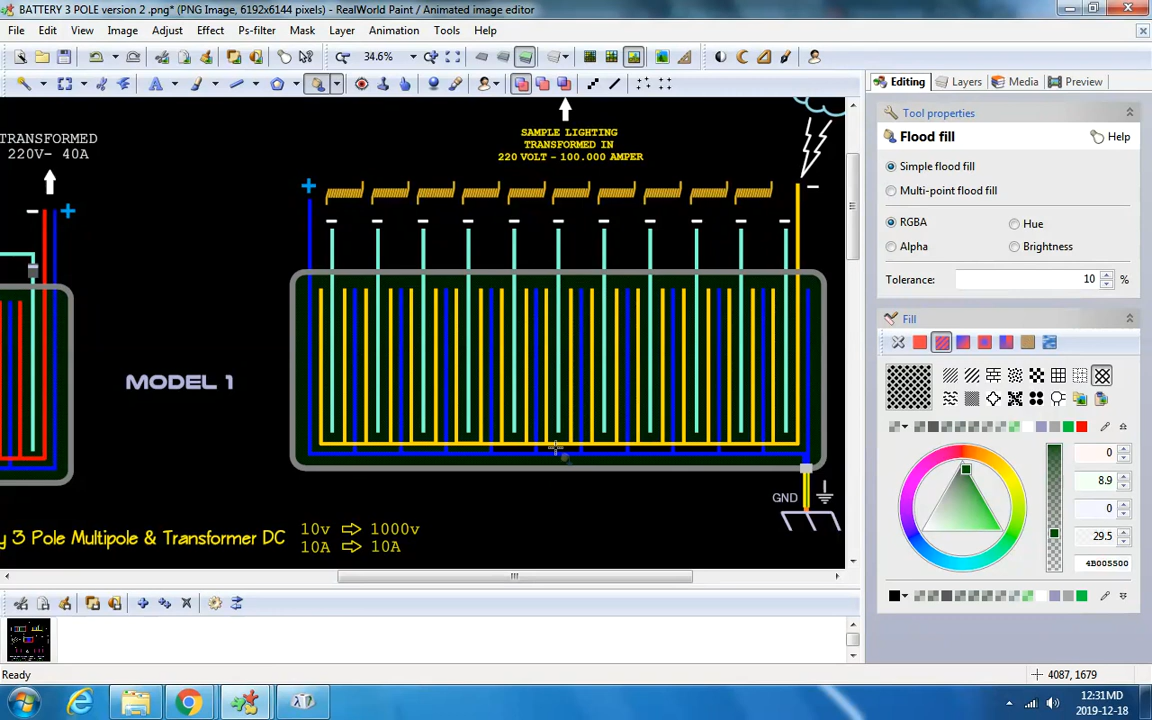 BATTERY 3 POLE version 2 .png* (PNG Image, 6192x6144 pixels) - RealWorld Paint / Animated image editor
File Edit View Image Adjust Effect Ps-filter Mask Layer Animation Tools Help
34.6%
Editing Layers Media Preview
Tool properties
Flood fill
Help
Simple flood fill
Multi-point flood fill
RGBA
Hue
Alpha
Brightness
Tolerance: 10 %
Fill
0
8.9
0
29.5
4B005500
TRANSFORMED
220V- 40A
SAMPLE LIGHTING
TRANSFORMED IN
220 VOLT - 100.000 AMPER
MODEL 1
GND
y 3 Pole Multipole & Transformer DC
10v ⇨ 1000v
10A ⇨ 10A
Ready
4087, 1679
12:31MD
2019-12-18